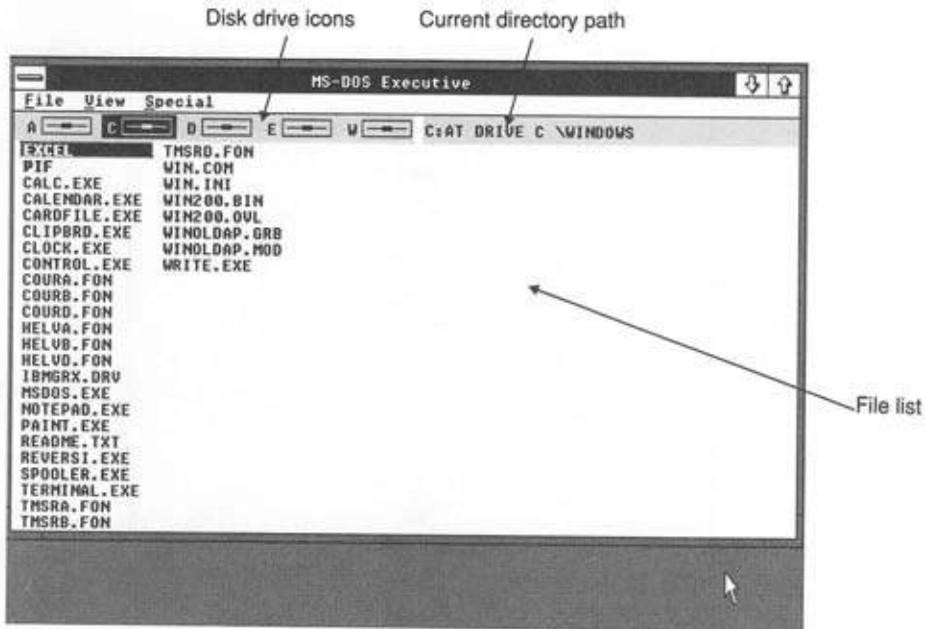 Disk drive icons
Current directory path
MS-DOS Executive
File View Special
A C D E W C:AT DRIVE C \WINDOWS
EXCEL TMSRD.FON
PIF WIN.COM
CALC.EXE WIN.INI
CALENDAR.EXE WIN200.BIN
CARDFILE.EXE WIN200.OVL
CLIPBRD.EXE WINOLDAP.GRB
CLOCK.EXE WINOLDAP.MOD
CONTROL.EXE WRITE.EXE
COURA.FON
COURB.FON
COURD.FON
HELVA.FON
HELVB.FON
HELVD.FON
IBMGRX.DRV
MSDOS.EXE
NOTEPAD.EXE
PAINT.EXE
README.TXT
REVERSI.EXE
SPOOLER.EXE
TERMINAL.EXE
TMSRA.FON
TMSRB.FON
File list